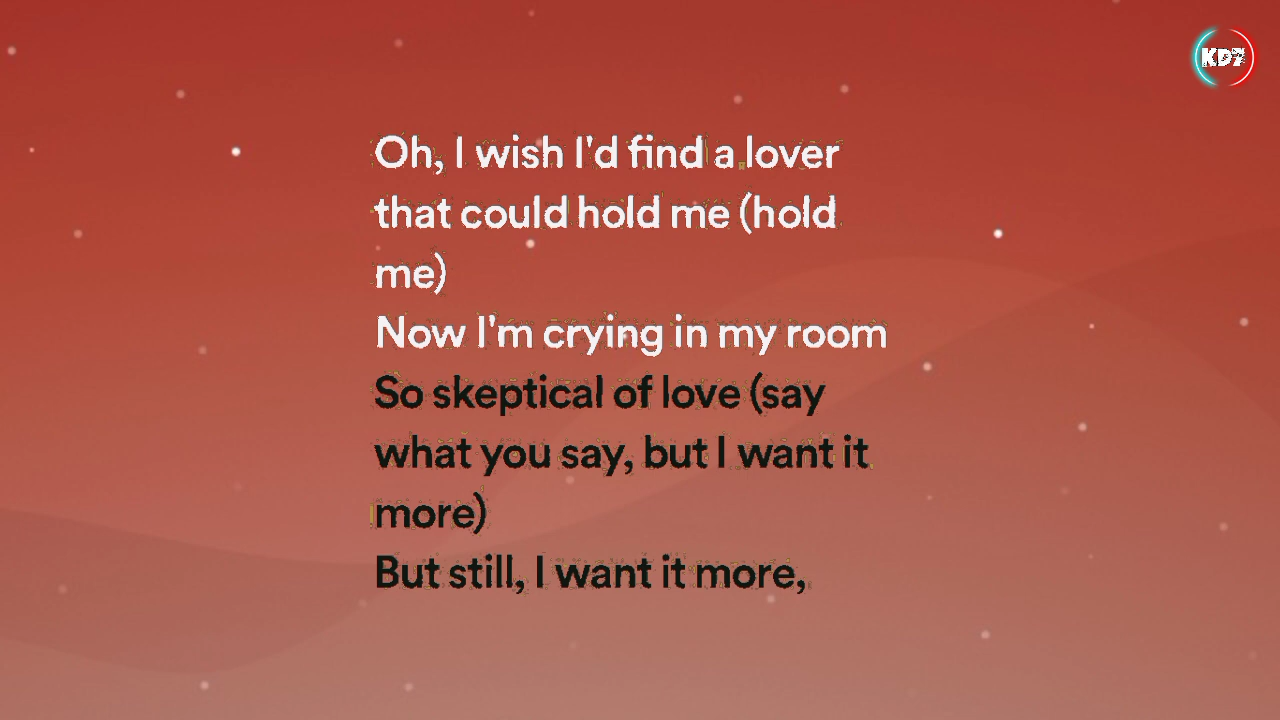 KD7
Oh, I wish I'd find a lover
that could hold me (hold
me)
Now I'm crying in my room
So skeptical of love (say
what you say, but I want it
more)
But still, I want it more,